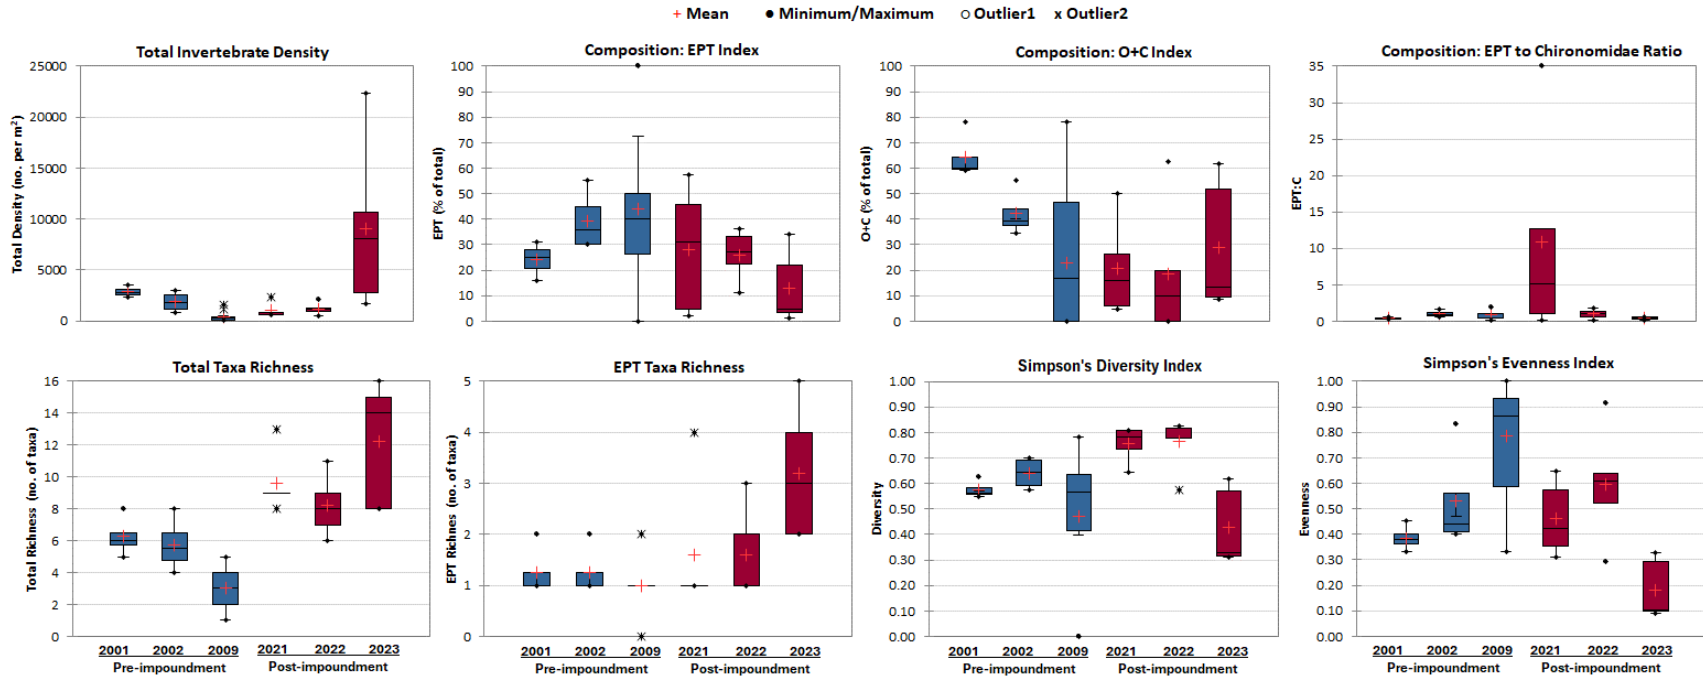 + Mean ● Minimum/Maximum ○ Outlier1 x Outlier2
Total Invertebrate Density
Total Density (no. per m²)
25000
20000
15000
10000
5000
0
Composition: EPT Index
EPT (% of total)
100
90
80
70
60
50
40
30
20
10
0
Composition: O+C Index
O+C (% of total)
100
90
80
70
60
50
40
30
20
10
0
Composition: EPT to Chironomidae Ratio
EPT:C
35
30
25
20
15
10
5
0
Total Taxa Richness
Total Richness (no. of taxa)
16
14
12
10
8
6
4
2
0
2001 2002 2009 2021 2022 2023
Pre-impoundment Post-impoundment
EPT Taxa Richness
EPT Richnes (no. of taxa)
5
4
3
2
1
0
2001 2002 2009 2021 2022 2023
Pre-impoundment Post-impoundment
Simpson's Diversity Index
Diversity
1.00
0.90
0.80
0.70
0.60
0.50
0.40
0.30
0.20
0.10
0.00
2001 2002 2009 2021 2022 2023
Pre-impoundment Post-impoundment
Simpson's Evenness Index
Evenness
1.00
0.90
0.80
0.70
0.60
0.50
0.40
0.30
0.20
0.10
0.00
2001 2002 2009 2021 2022 2023
Pre-impoundment Post-impoundment